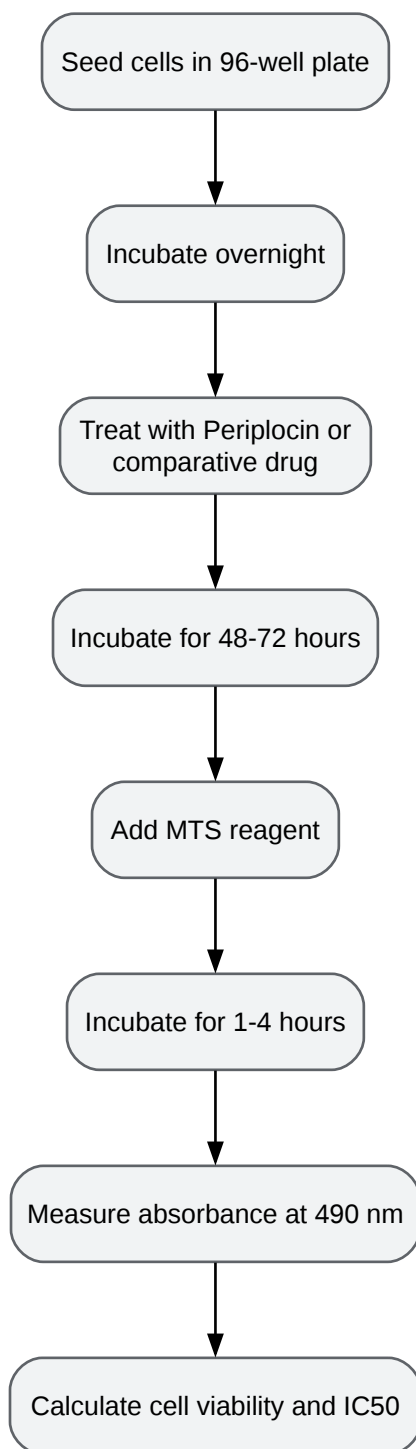 Seed cells in 96-well plate
Incubate overnight
Treat with Periplocin or
comparative drug
Incubate for 48-72 hours
Add MTS reagent
Incubate for 1-4 hours
Measure absorbance at 490 nm
Calculate cell viability and IC50